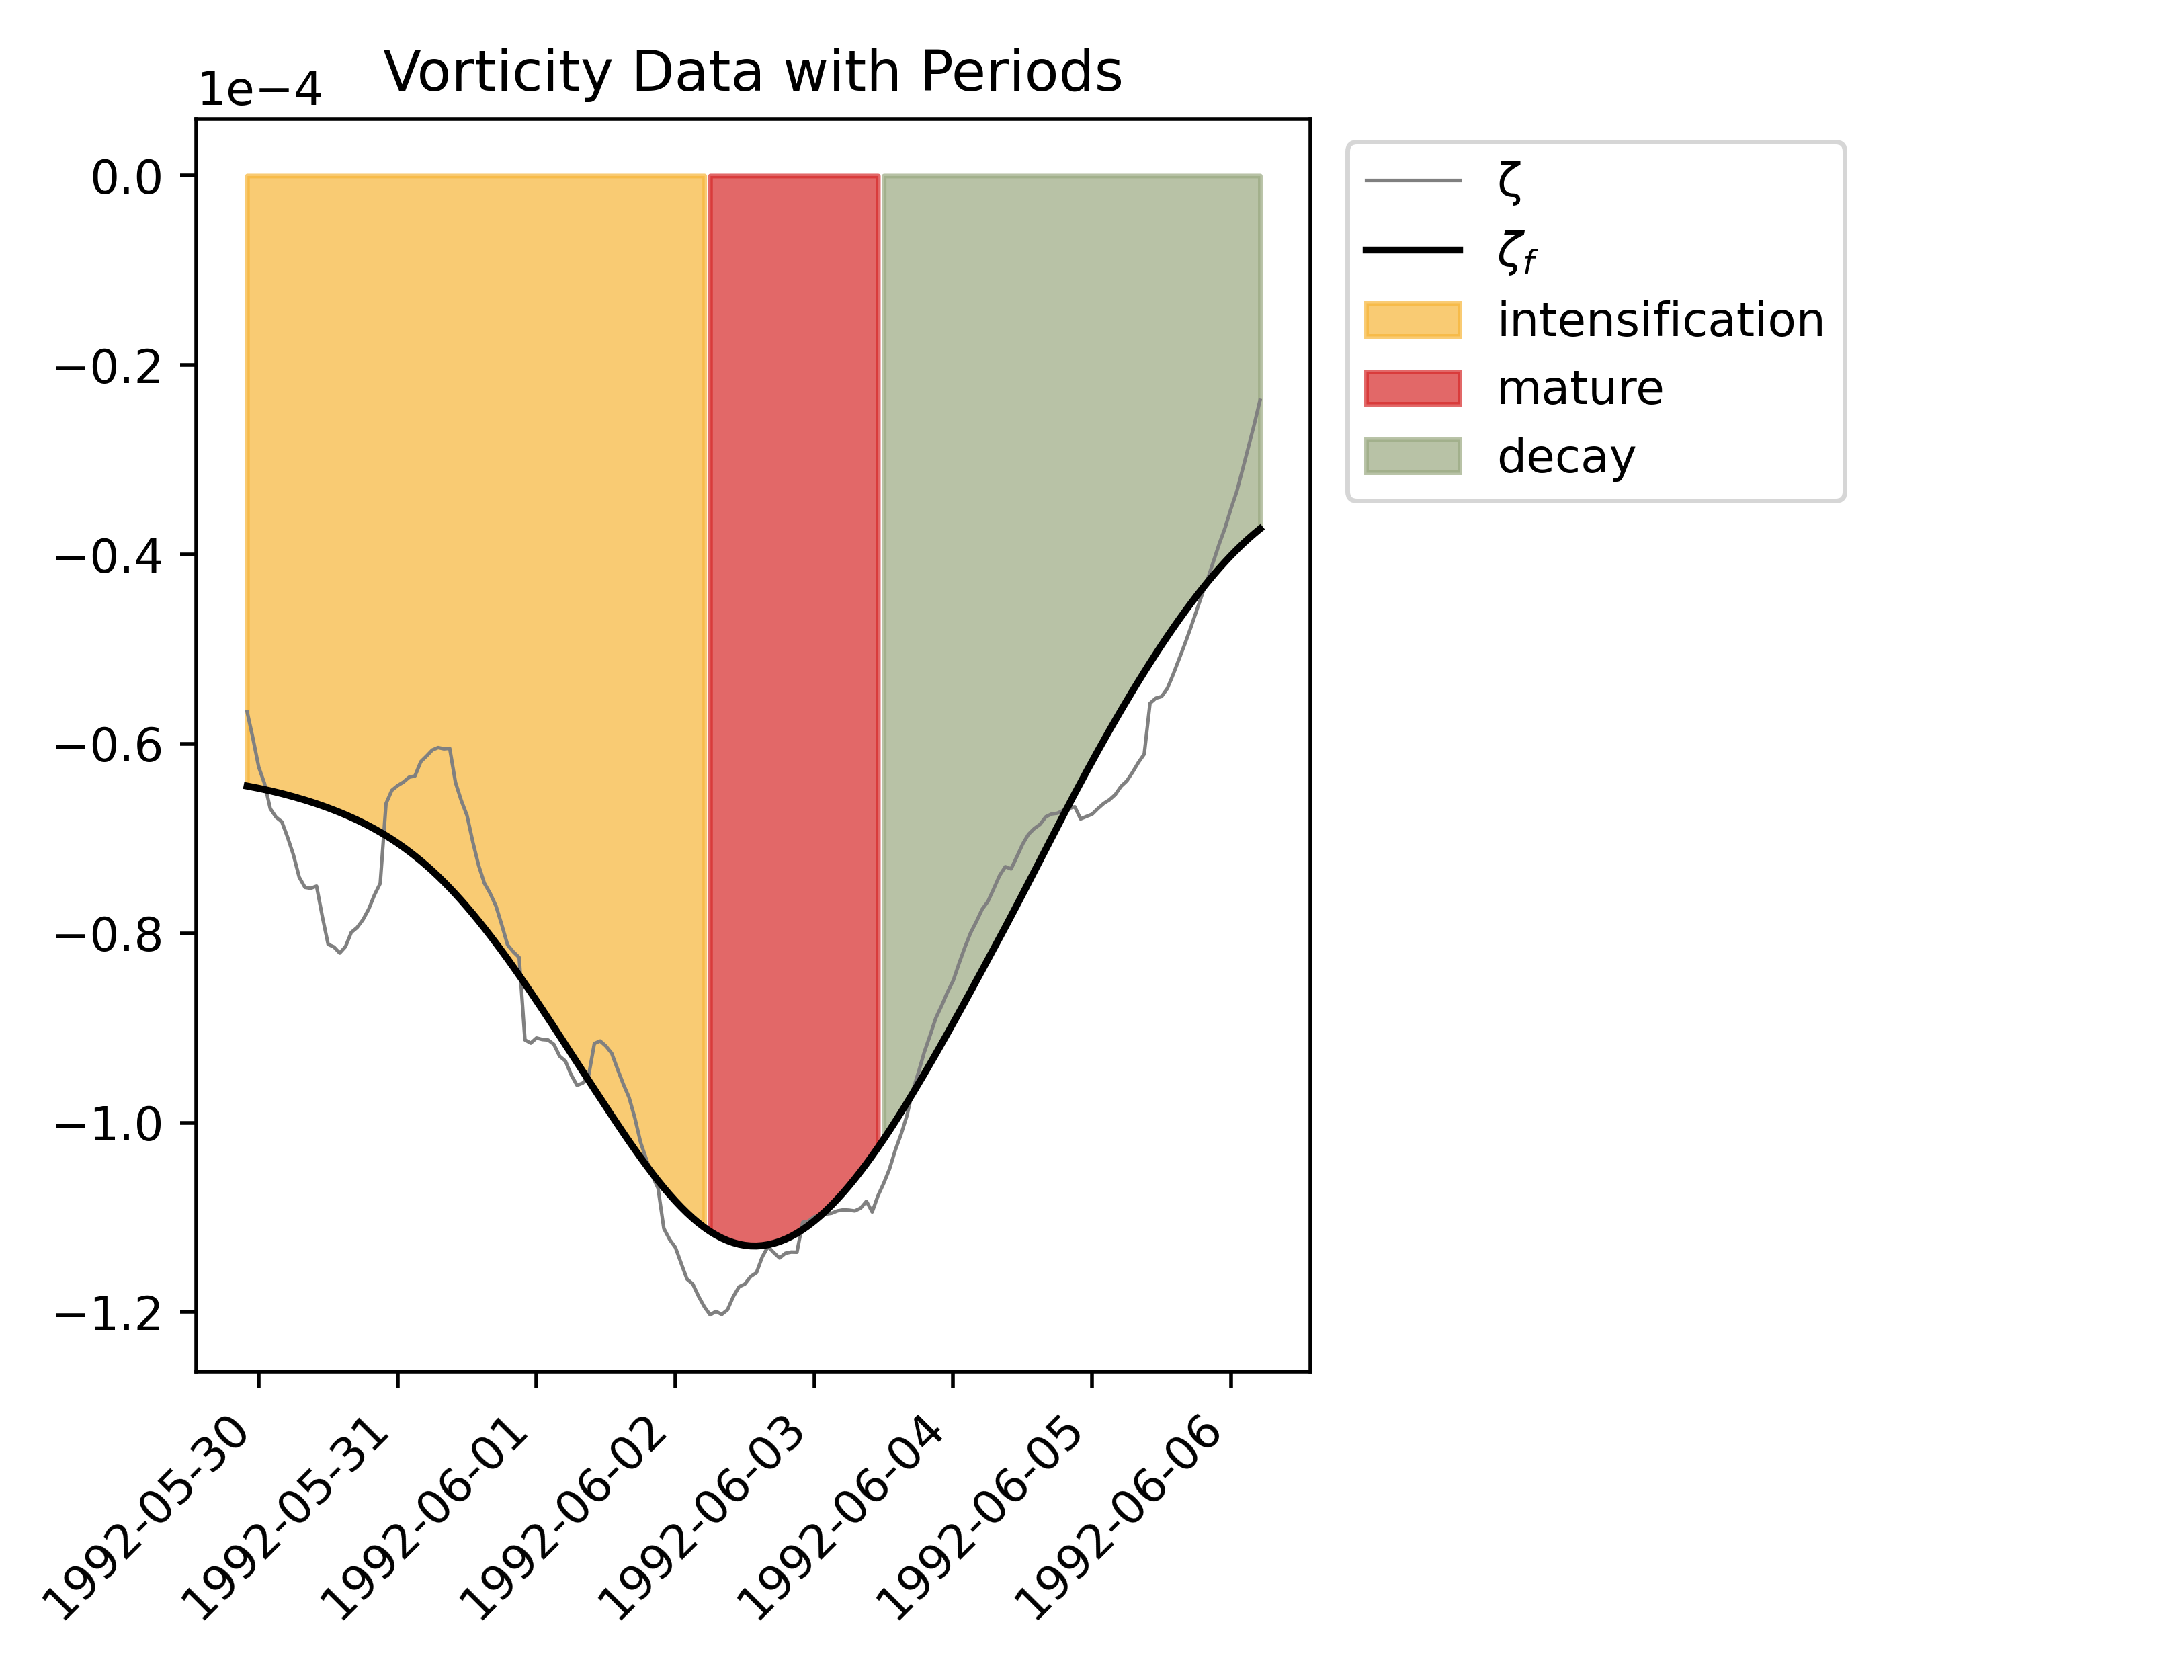 Vorticity Data with Periods
1e−4
0.0
−0.2
−0.4
−0.6
−0.8
−1.0
−1.2
1992-05-30
1992-05-31
1992-06-01
1992-06-02
1992-06-03
1992-06-04
1992-06-05
1992-06-06
ζ
ζf
intensification
mature
decay